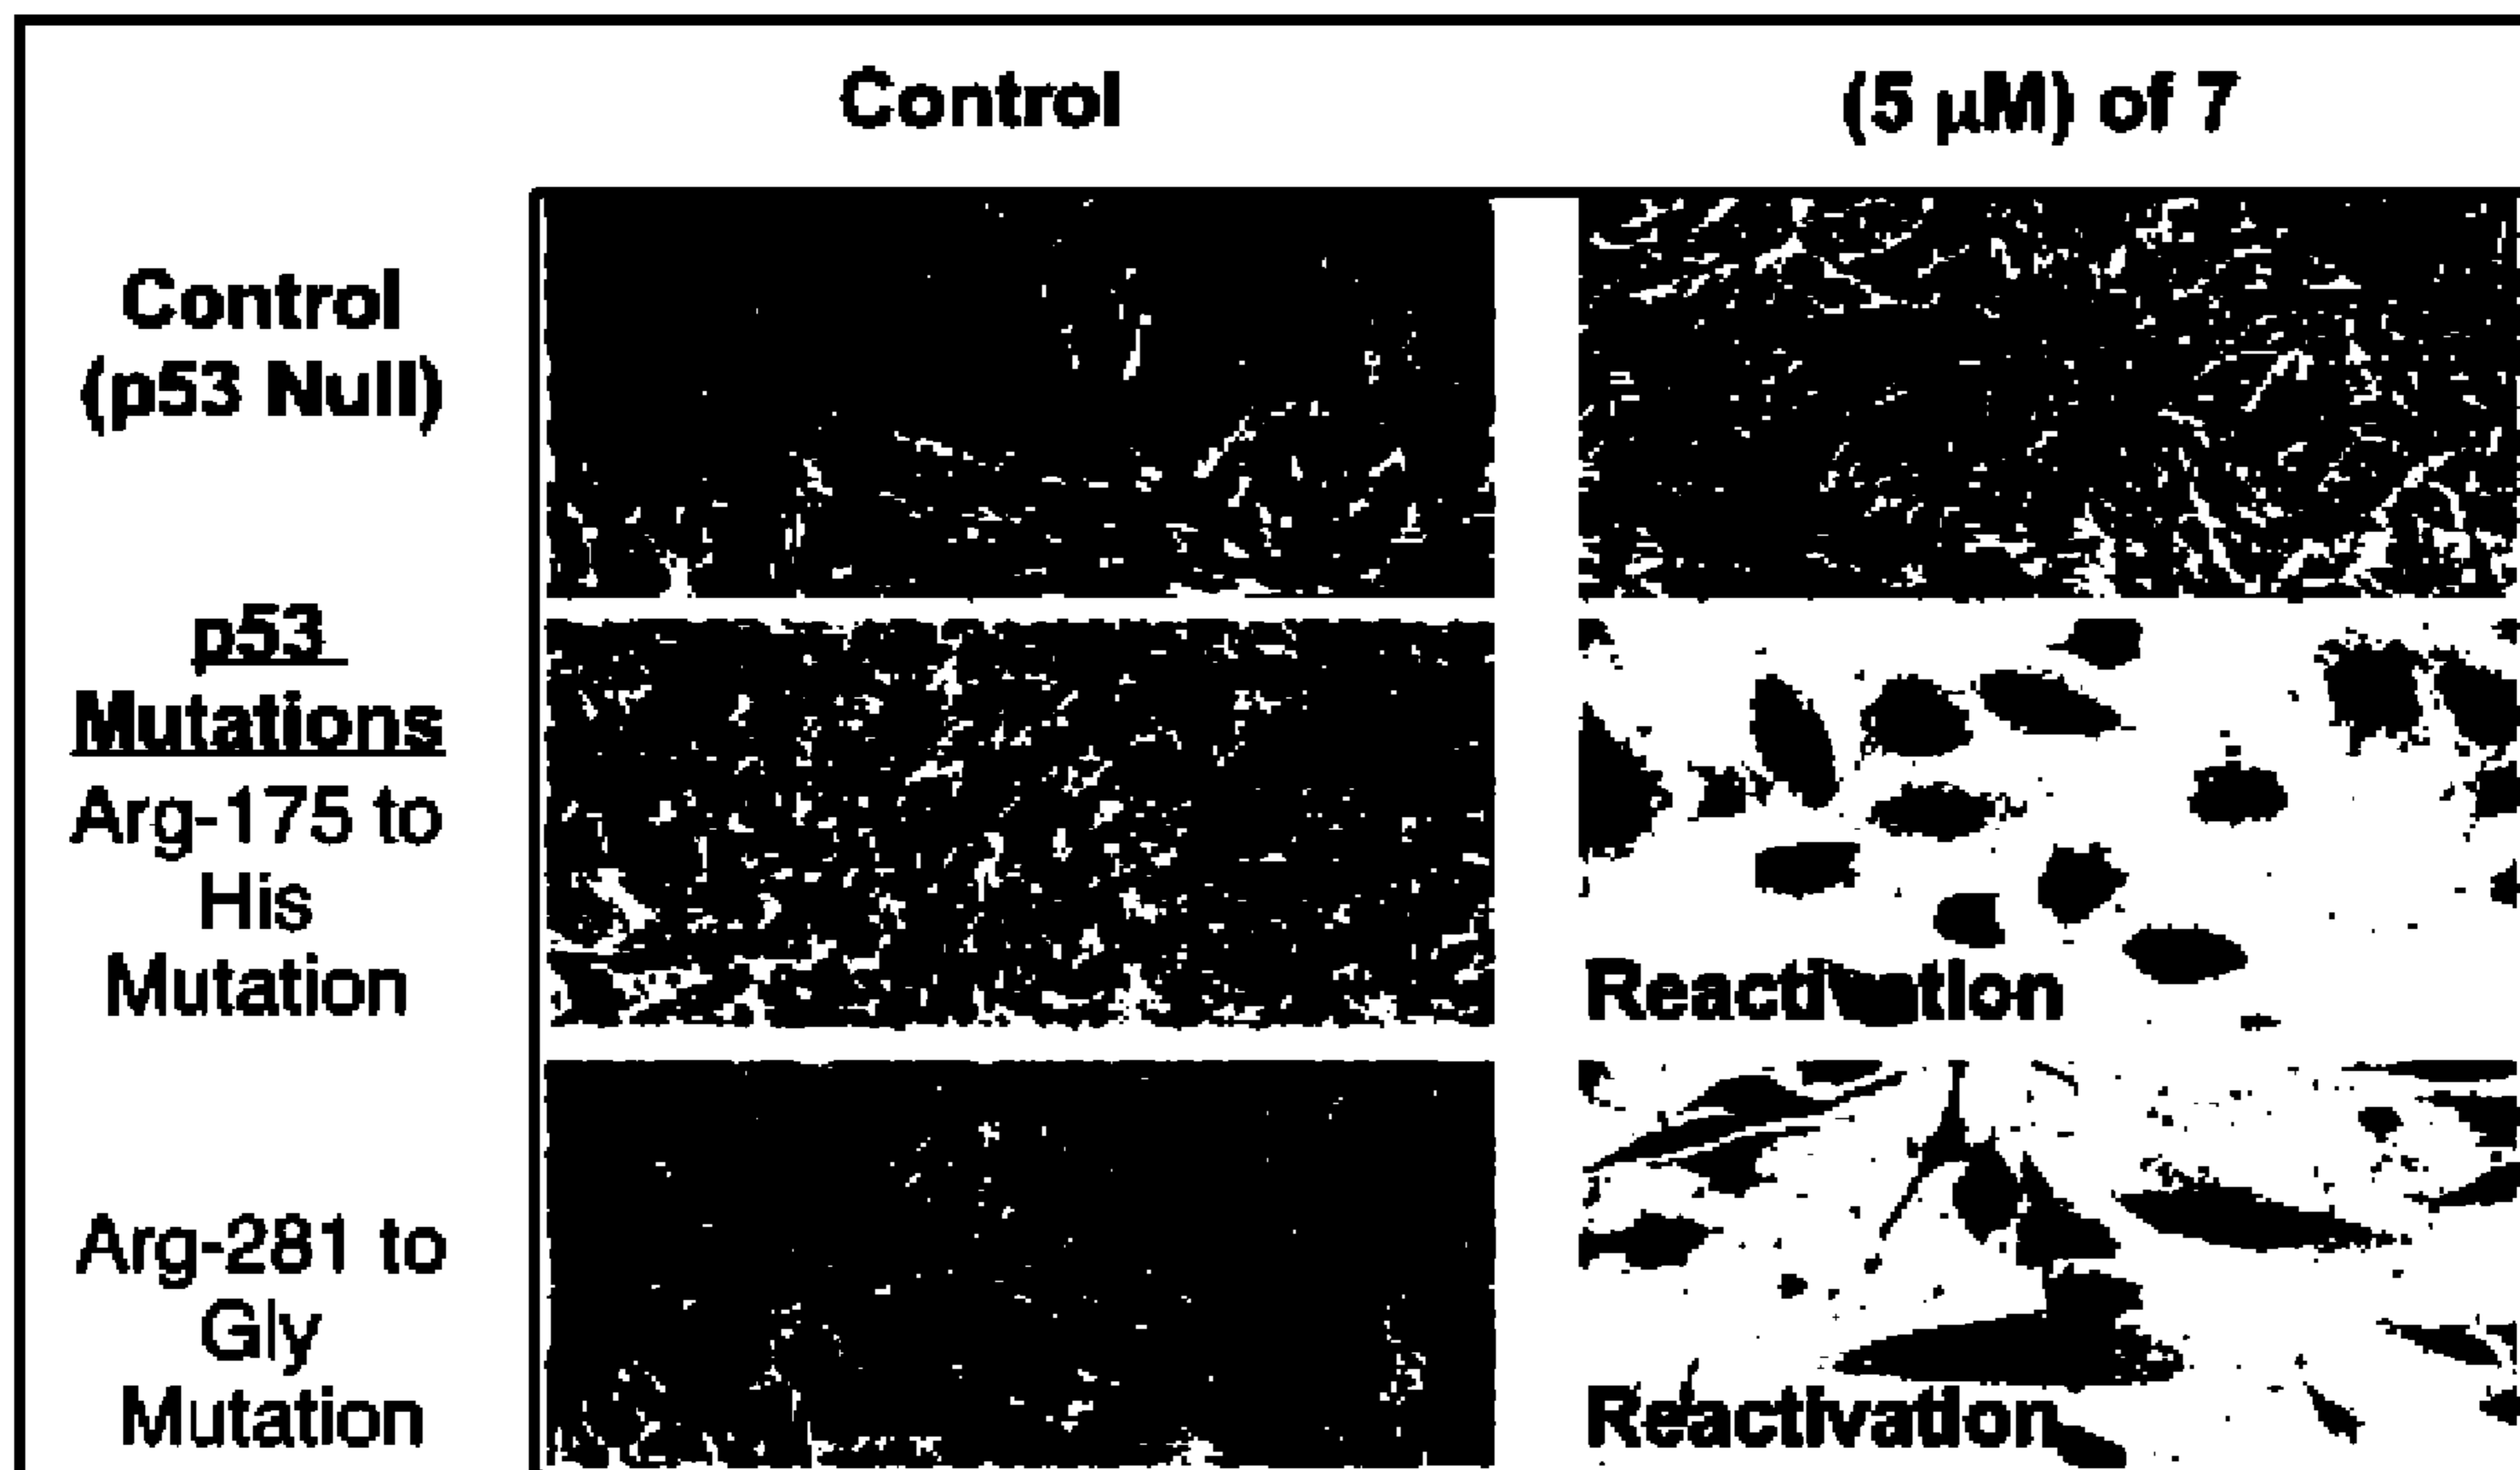 Control
(5 µM) of 7
Control
(p53 Null)
p53
Mutations
Arg-175 to
His
Mutation
Reactivation
Arg-281 to
Gly
Mutation
Reactivation